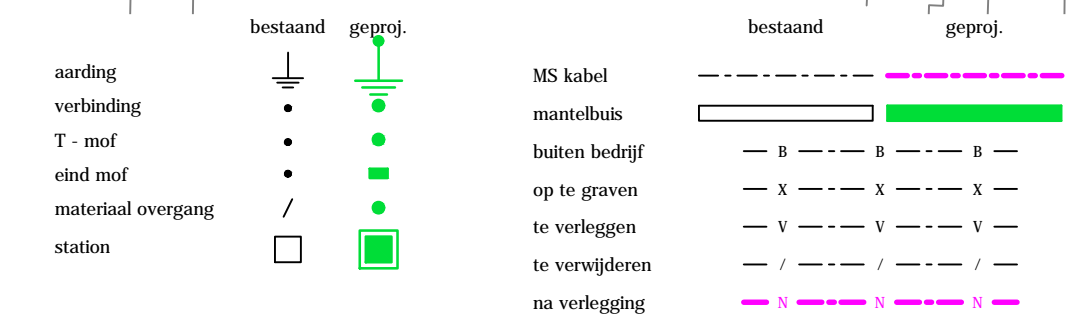 bestaand geproj.
aarding
verbinding
T - mof
eind mof
materiaal overgang
station
bestaand geproj.
MS kabel
mantelbuis
buiten bedrijf B B B
op te graven X X X
te verleggen V V V
te verwijderen / / /
na verlegging N N N